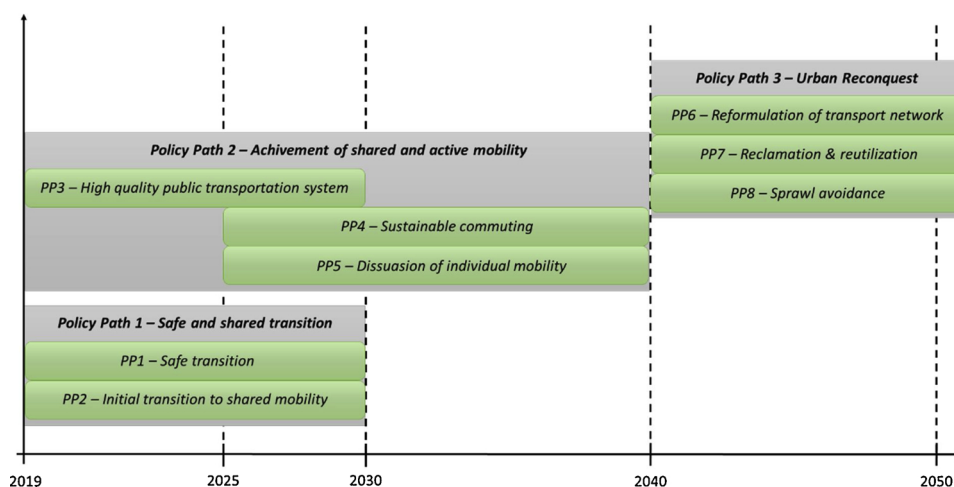 Policy Path 3 – Urban Reconquest
PP6 – Reformulation of transport network
PP7 – Reclamation & reutilization
PP8 – Sprawl avoidance
Policy Path 2 – Achivement of shared and active mobility
PP3 – High quality public transportation system
PP4 – Sustainable commuting
PP5 – Dissuasion of individual mobility
Policy Path 1 – Safe and shared transition
PP1 – Safe transition
PP2 – Initial transition to shared mobility
2019 2025 2030 2040 2050